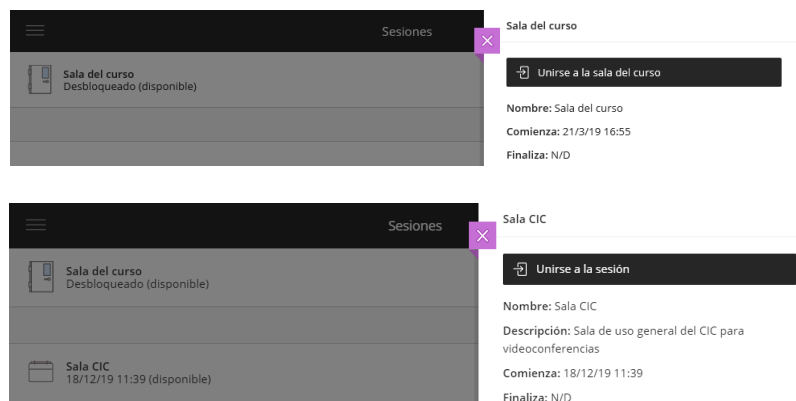 Sesiones
Sala del curso
Desbloqueado (disponible)
Sala del curso
Unirse a la sala del curso
Nombre: Sala del curso
Comienza: 21/3/19 16:55
Finaliza: N/D
Sesiones
Sala del curso
Desbloqueado (disponible)
Sala CIC
18/12/19 11:39 (disponible)
Sala CIC
Unirse a la sesión
Nombre: Sala CIC
Descripción: Sala de uso general del CIC para
videoconferencias
Comienza: 18/12/19 11:39
Finaliza: N/D